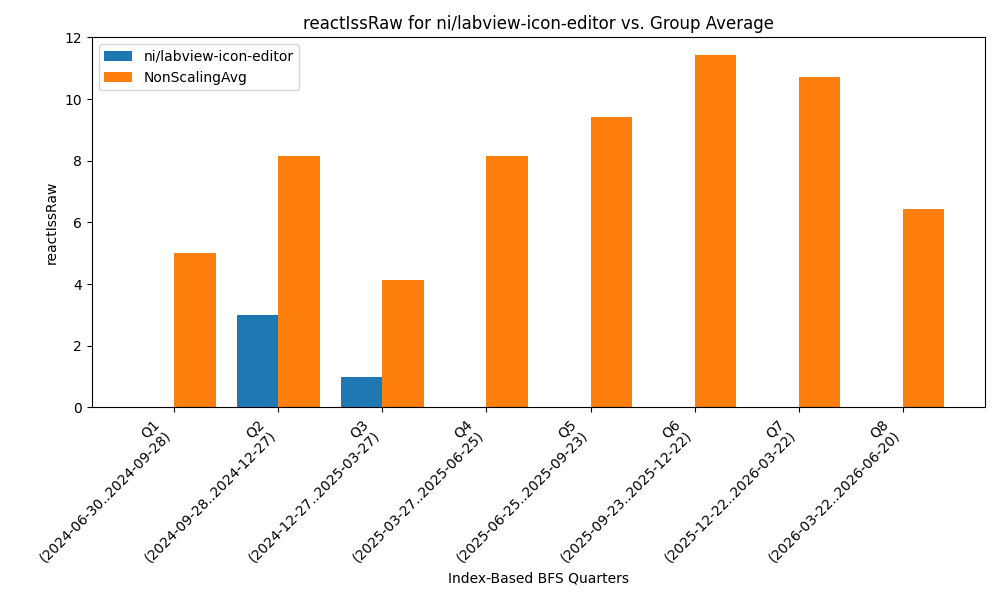 reactIssRaw for ni/labview-icon-editor vs. Group Average
ni/labview-icon-editor
NonScalingAvg
reactIssRaw
12
10
8
6
4
2
0
Q1
(2024-06-30..2024-09-28)
Q2
(2024-09-28..2024-12-27)
Q3
(2024-12-27..2025-03-27)
Q4
(2025-03-27..2025-06-25)
Q5
(2025-06-25..2025-09-23)
Q6
(2025-09-23..2025-12-22)
Q7
(2025-12-22..2026-03-22)
Q8
(2026-03-22..2026-06-20)
Index-Based BFS Quarters